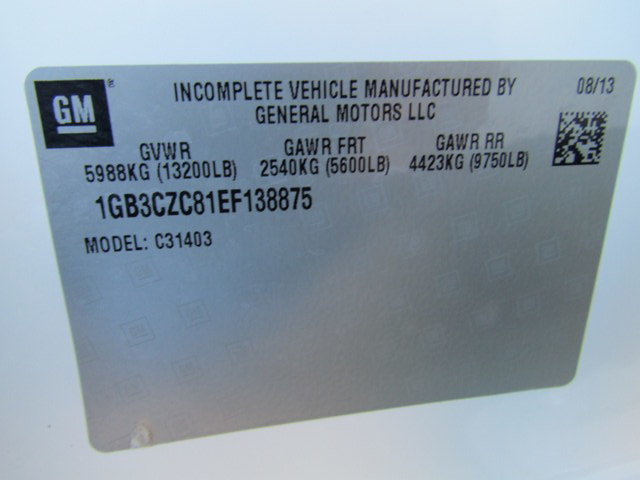 GM
INCOMPLETE VEHICLE MANUFACTURED BY
GENERAL MOTORS LLC
08/13
GVWR
5988KG (13200LB)
GAWR FRT
2540KG (5600LB)
GAWR RR
4423KG (9750LB)
1GB3CZC81EF138875
MODEL: C31403